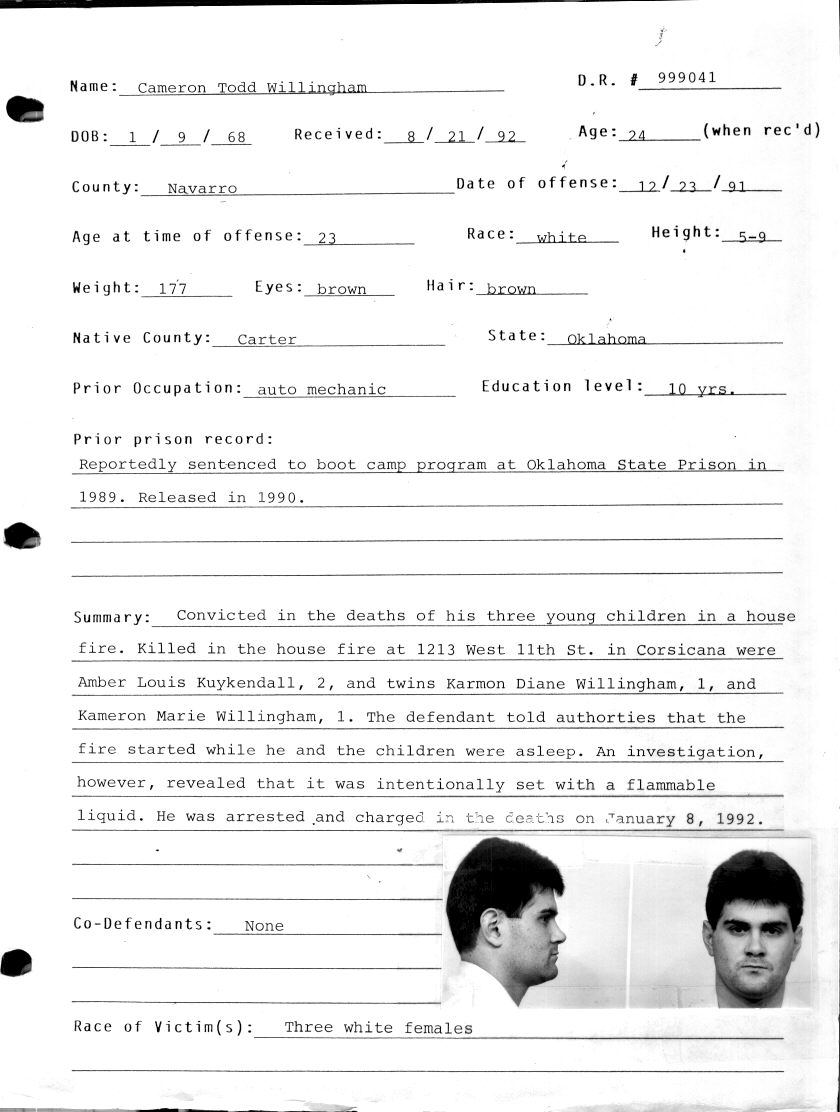 Name: Cameron Todd Willingham D.R. # 999041
DOB: 1 / 9 / 68 Received: 8 / 21 / 92 Age: 24 (when rec'd)
County: Navarro Date of offense: 12 / 23 / 91
Age at time of offense: 23 Race: white Height: 5-9
Weight: 177 Eyes: brown Hair: brown
Native County: Carter State: Oklahoma
Prior Occupation: auto mechanic Education level: 10 yrs.
Prior prison record:
Reportedly sentenced to boot camp program at Oklahoma State Prison in
1989. Released in 1990.
Summary: Convicted in the deaths of his three young children in a house
fire. Killed in the house fire at 1213 West 11th St. in Corsicana were
Amber Louis Kuykendall, 2, and twins Karmon Diane Willingham, 1, and
Kameron Marie Willingham, 1. The defendant told authorties that the
fire started while he and the children were asleep. An investigation,
however, revealed that it was intentionally set with a flammable
liquid. He was arrested and charged in the deaths on January 8, 1992.
Co-Defendants: None
Race of Victim(s): Three white females